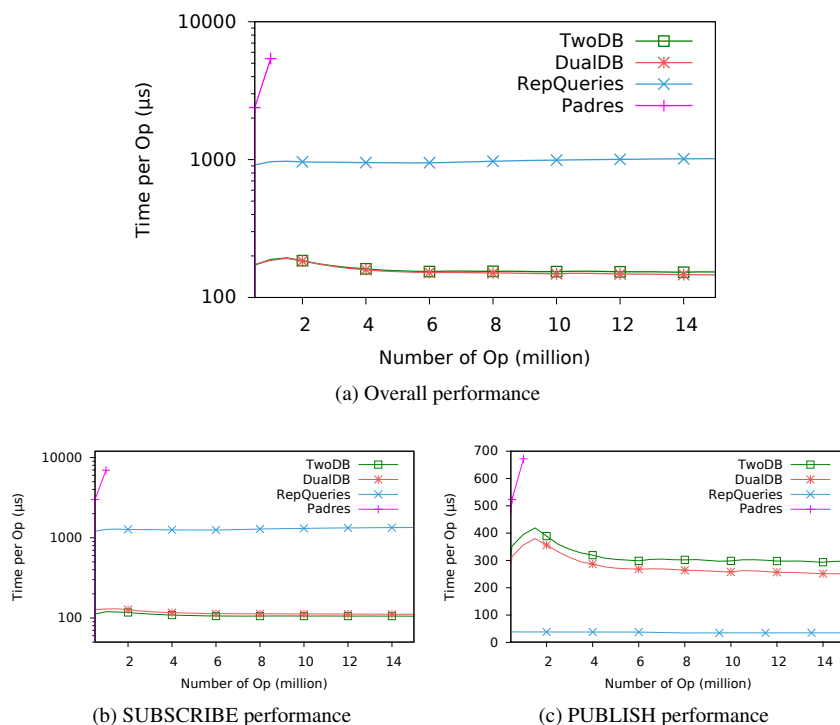 10000
1000
100
Time per Op (µs)
TwoDB
DualDB
RepQueries
Padres
2 4 6 8 10 12 14
Number of Op (million)
(a) Overall performance
10000
1000
100
Time per Op (µs)
TwoDB
DualDB
RepQueries
Padres
2 4 6 8 10 12 14
Number of Op (million)
(b) SUBSCRIBE performance
700
600
500
400
300
200
100
0
Time per Op (µs)
TwoDB
DualDB
RepQueries
Padres
2 4 6 8 10 12 14
Number of Op (million)
(c) PUBLISH performance